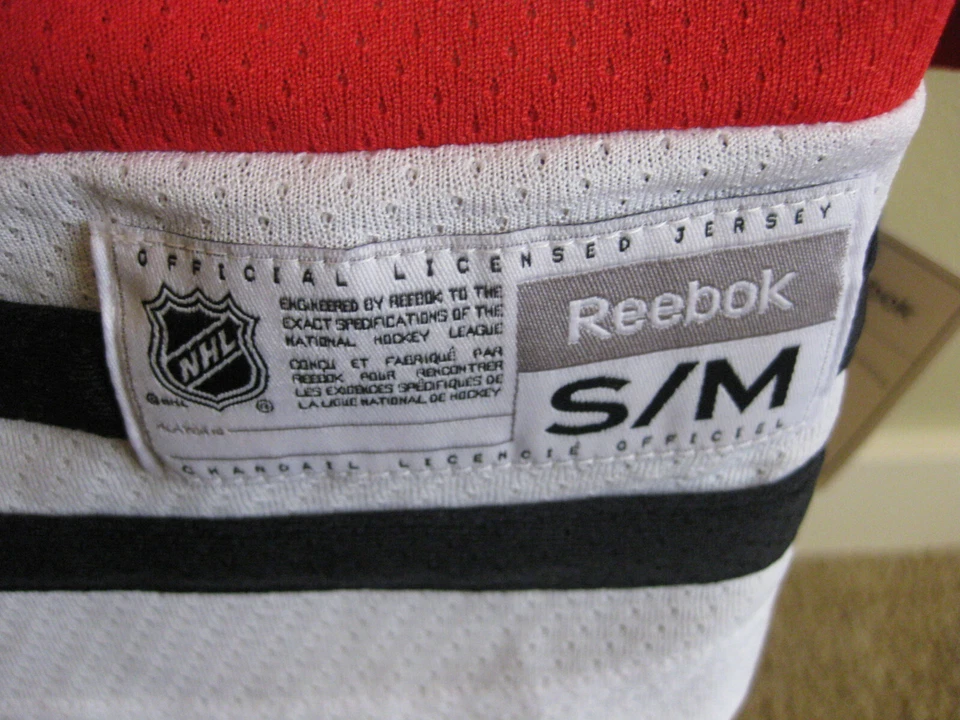 OFFICIAL LICENSED JERSEY
NHL
ENGINEERED BY REEBOK TO THE
EXACT SPECIFICATIONS OF THE
NATIONAL HOCKEY LEAGUE
CONÇU ET FABRIQUÉ PAR
REEBOK POUR RENCONTRER
LES EXIGENCES SPÉCIFIQUES DE
LA LIGUE NATIONAL DE HOCKEY
© NHL
®
Reebok
S/M
CHANDAIL LICENCIÉ OFFICIEL